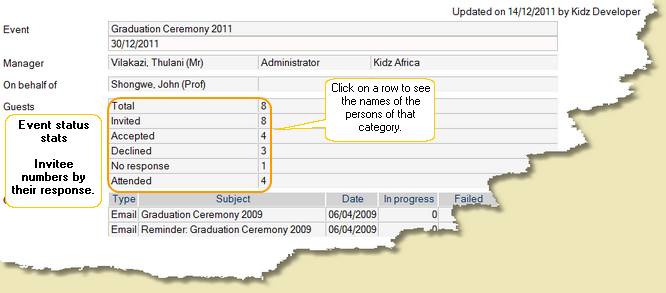 Updated on 14/12/2011 by Kidz Developer
Event Graduation Ceremony 2011
30/12/2011
Manager Vilakazi, Thulani (Mr) Administrator Kidz Africa
On behalf of Shongwe, John (Prof)
Guests Total 8
Invited 8
Accepted 4
Declined 3
No response 1
Attended 4
Click on a row to see
the names of the
persons of that
category.
Event status
stats
Invitee
numbers by
their response.
Type Subject Date In progress Failed
Email Graduation Ceremony 2009 06/04/2009 0
Email Reminder: Graduation Ceremony 2009 06/04/2009 0